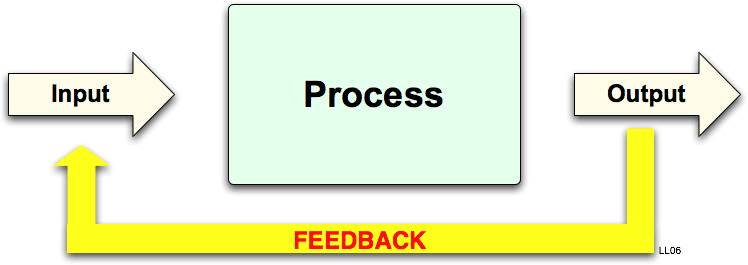 Input
Process
Output
FEEDBACK
LL06